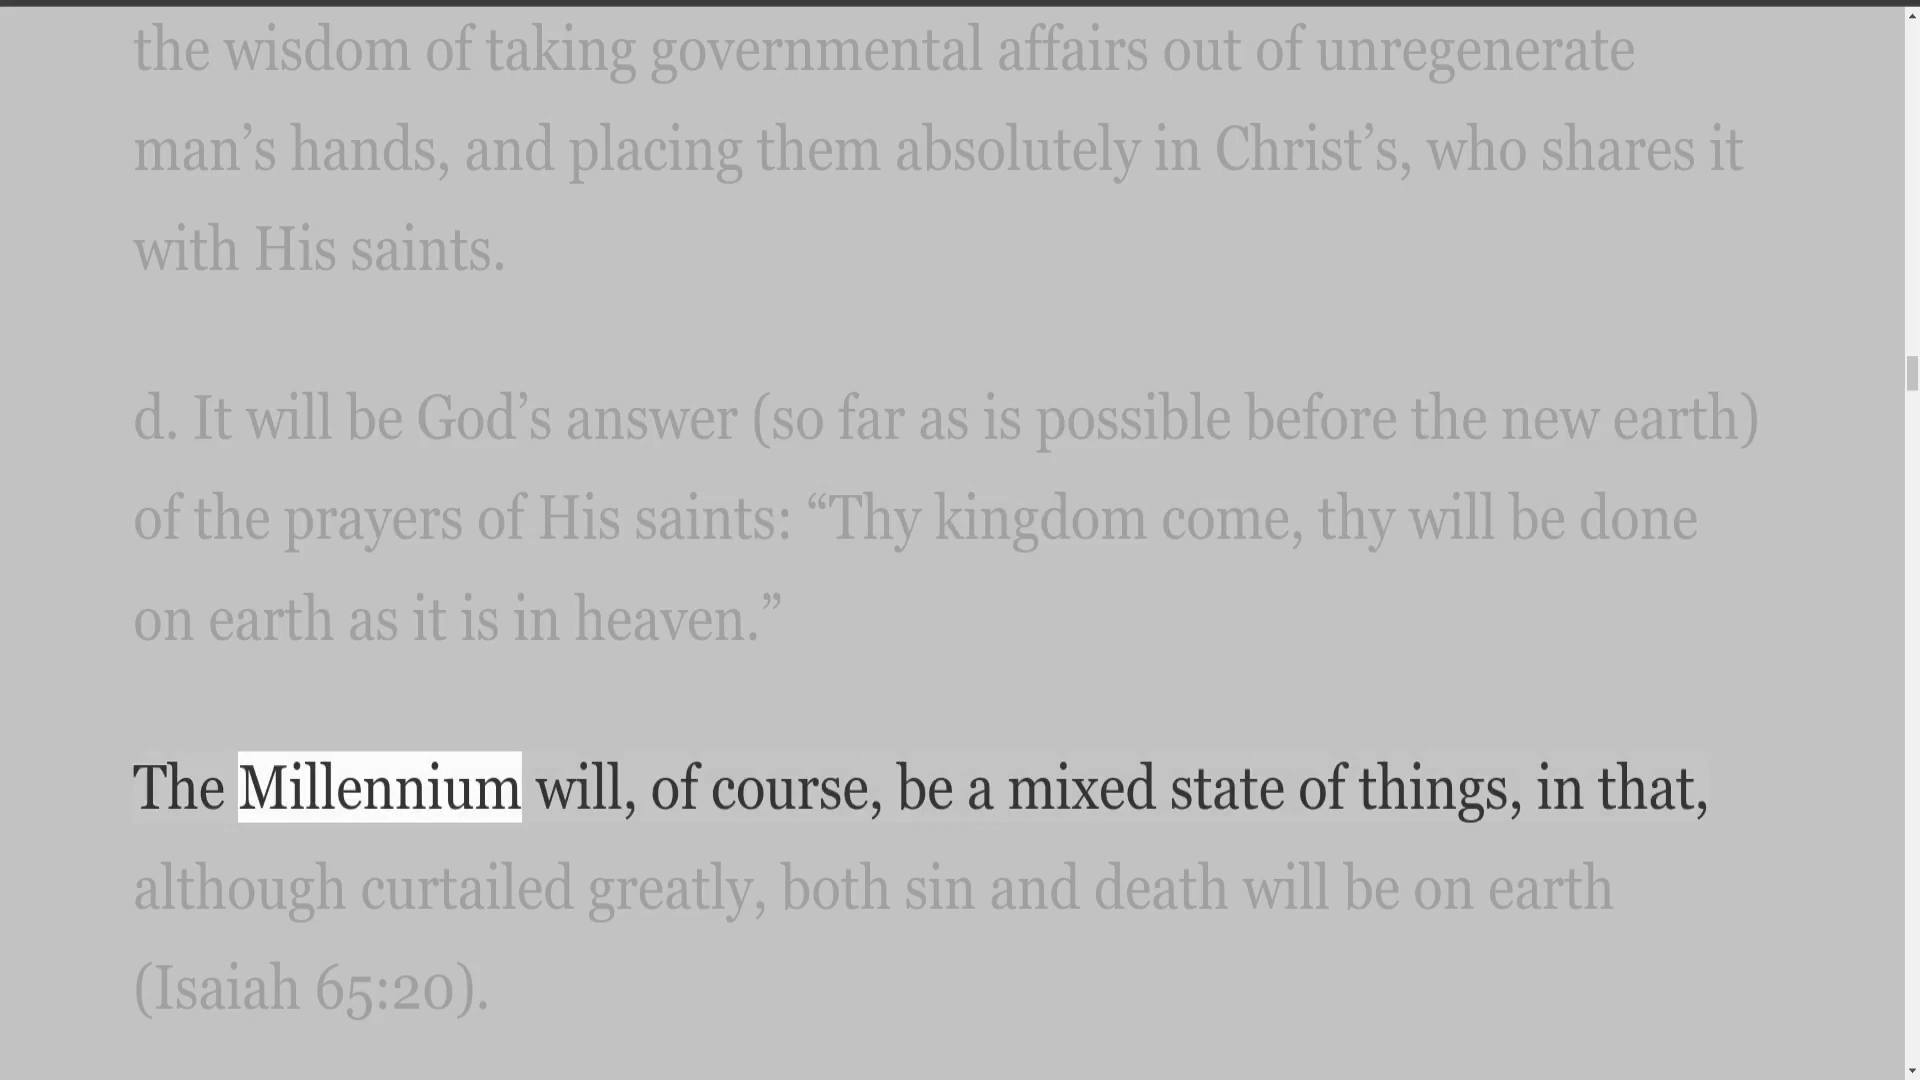 the wisdom of taking governmental affairs out of unregenerate
man’s hands, and placing them absolutely in Christ’s, who shares it
with His saints.
d. It will be God’s answer (so far as is possible before the new earth)
of the prayers of His saints: “Thy kingdom come, thy will be done
on earth as it is in heaven.”
The Millennium will, of course, be a mixed state of things, in that,
although curtailed greatly, both sin and death will be on earth
(Isaiah 65:20).